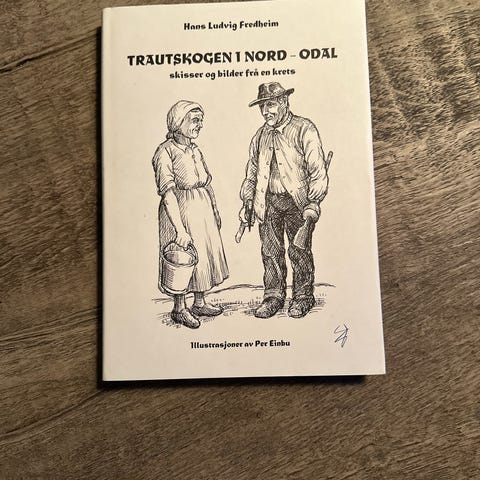 Hans Ludvig Fredheim
TRAUTSKOGEN I NORD - ODAL
skisser og bilder frå en krets
Illustrasjoner av Per Einbu